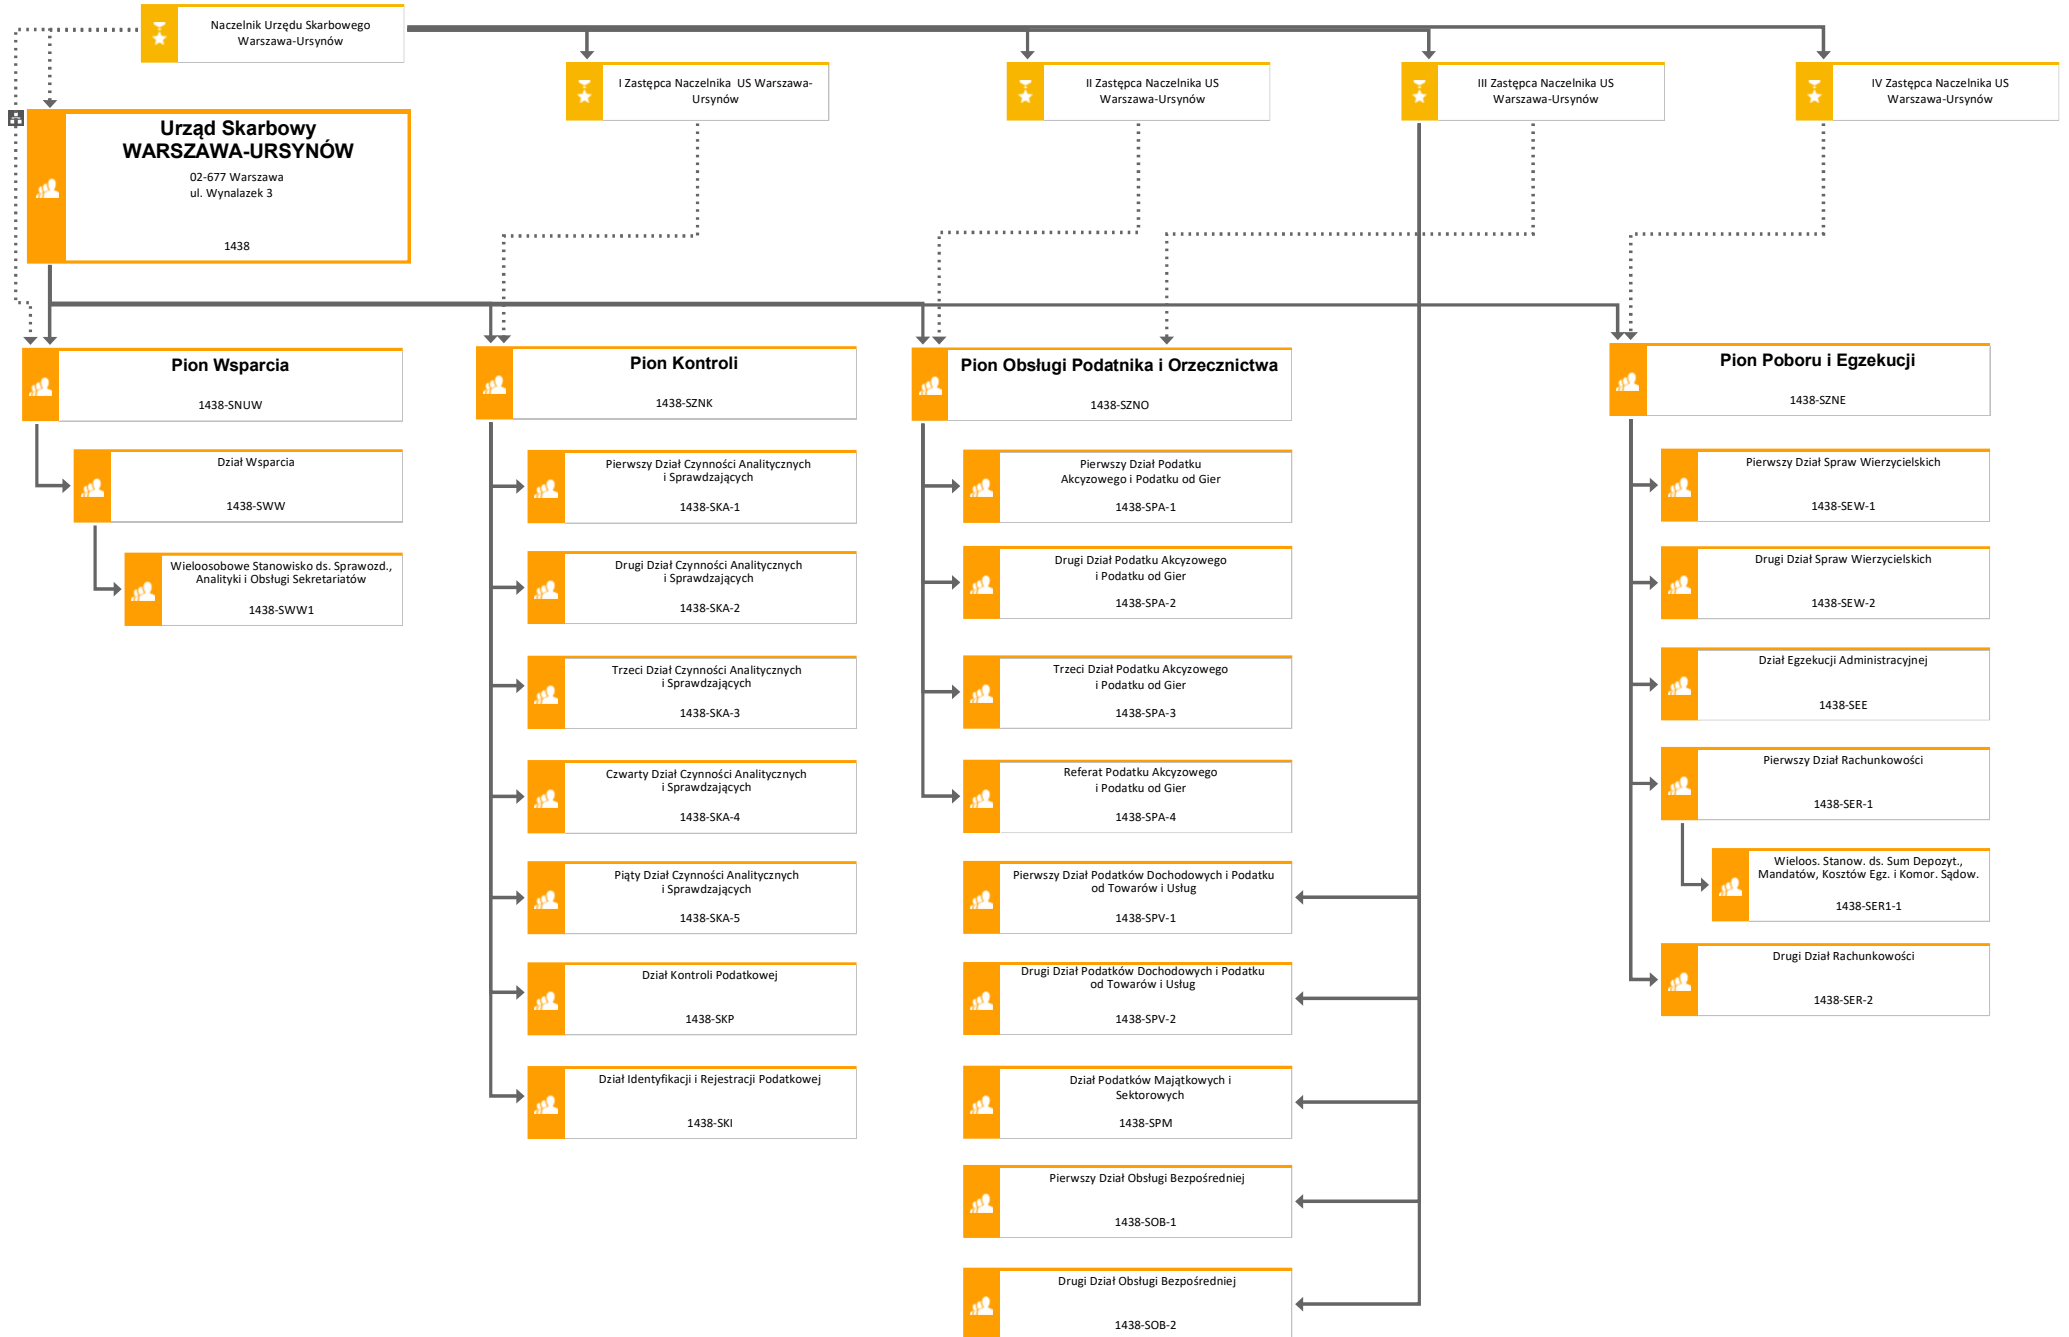 Naczelnik Urzędu Skarbowego
Warszawa-Ursynów
I Zastępca Naczelnika US Warszawa-
Ursynów
II Zastępca Naczelnika US
Warszawa-Ursynów
III Zastępca Naczelnika US
Warszawa-Ursynów
IV Zastępca Naczelnika US
Warszawa-Ursynów
Urząd Skarbowy
WARSZAWA-URSYNÓW
02-677 Warszawa
ul. Wynalazek 3
1438
Pion Wsparcia
1438-SNUW
Dział Wsparcia
1438-SWW
Wieloosobowe Stanowisko ds. Sprawozd.,
Analityki i Obsługi Sekretariatów
1438-SWW1
Pion Kontroli
1438-SZNK
Pierwszy Dział Czynności Analitycznych
i Sprawdzających
1438-SKA-1
Drugi Dział Czynności Analitycznych
i Sprawdzających
1438-SKA-2
Trzeci Dział Czynności Analitycznych
i Sprawdzających
1438-SKA-3
Czwarty Dział Czynności Analitycznych
i Sprawdzających
1438-SKA-4
Piąty Dział Czynności Analitycznych
i Sprawdzających
1438-SKA-5
Dział Kontroli Podatkowej
1438-SKP
Dział Identyfikacji i Rejestracji Podatkowej
1438-SKI
Pion Obsługi Podatnika i Orzecznictwa
1438-SZNO
Pierwszy Dział Podatku
Akcyzowego i Podatku od Gier
1438-SPA-1
Drugi Dział Podatku Akcyzowego
i Podatku od Gier
1438-SPA-2
Trzeci Dział Podatku Akcyzowego
i Podatku od Gier
1438-SPA-3
Referat Podatku Akcyzowego
i Podatku od Gier
1438-SPA-4
Pierwszy Dział Podatków Dochodowych i Podatku
od Towarów i Usług
1438-SPV-1
Drugi Dział Podatków Dochodowych i Podatku
od Towarów i Usług
1438-SPV-2
Dział Podatków Majątkowych i
Sektorowych
1438-SPM
Pierwszy Dział Obsługi Bezpośredniej
1438-SOB-1
Drugi Dział Obsługi Bezpośredniej
1438-SOB-2
Pion Poboru i Egzekucji
1438-SZNE
Pierwszy Dział Spraw Wierzycielskich
1438-SEW-1
Drugi Dział Spraw Wierzycielskich
1438-SEW-2
Dział Egzekucji Administracyjnej
1438-SEE
Pierwszy Dział Rachunkowości
1438-SER-1
Wieloos. Stanow. ds. Sum Depozyt.,
Mandatów, Kosztów Egz. i Komor. Sądow.
1438-SER1-1
Drugi Dział Rachunkowości
1438-SER-2